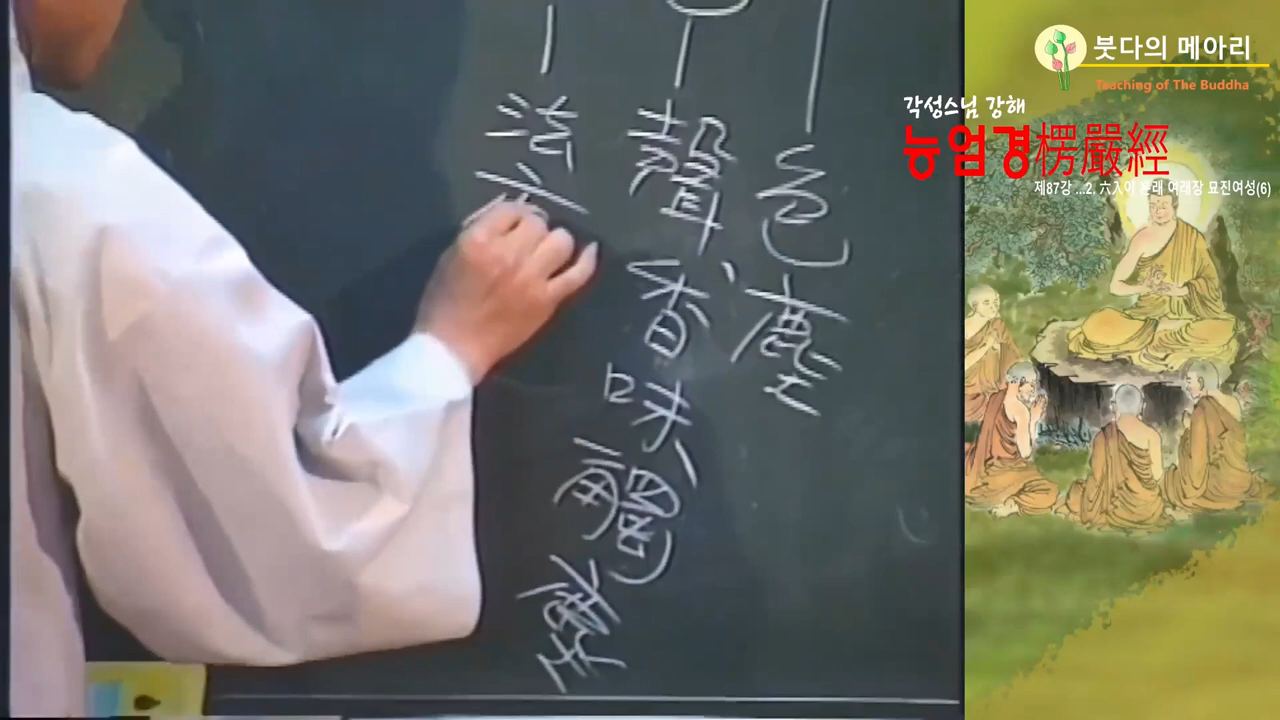 붓다의 메아리
Teaching of The Buddha
각성스님 강해
능엄경楞嚴經
제87강 ...2. 六入이 본래 여래장 묘진여성(6)
色塵
聲、香味觸塵
法